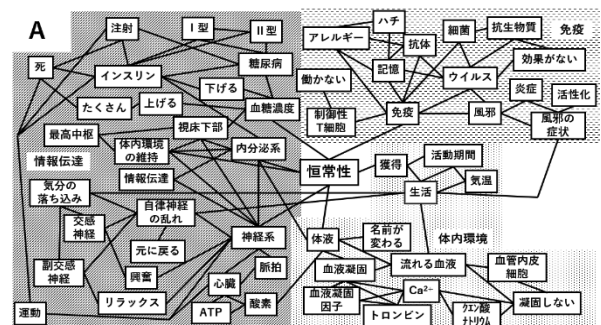 A
注射
Ⅰ型
Ⅱ型
死
インスリン
糖尿病
たくさん
上げる
下げる
血糖濃度
最高中枢
視床下部
情報伝達
体内環境
の維持
内分泌系
情報伝達
気分の
落ち込み
自律神経
の乱れ
交感
神経
元に戻る
神経系
副交感
神経
興奮
脈拍
心臓
リラックス
ATP
酸素
運動
ハチ
アレルギー
抗体
細菌
抗生物質
免疫
記憶
ウイルス
効果がない
働かない
制御性
T細胞
免疫
風邪
炎症
活性化
風邪の
症状
恒常性
獲得
活動期間
気温
生活
体液
名前が
変わる
体内環境
血液凝固
流れる血液
血管内皮
細胞
血液凝固
因子
Ca²⁻
トロンビン
クエン酸
ナトリウム
凝固しない